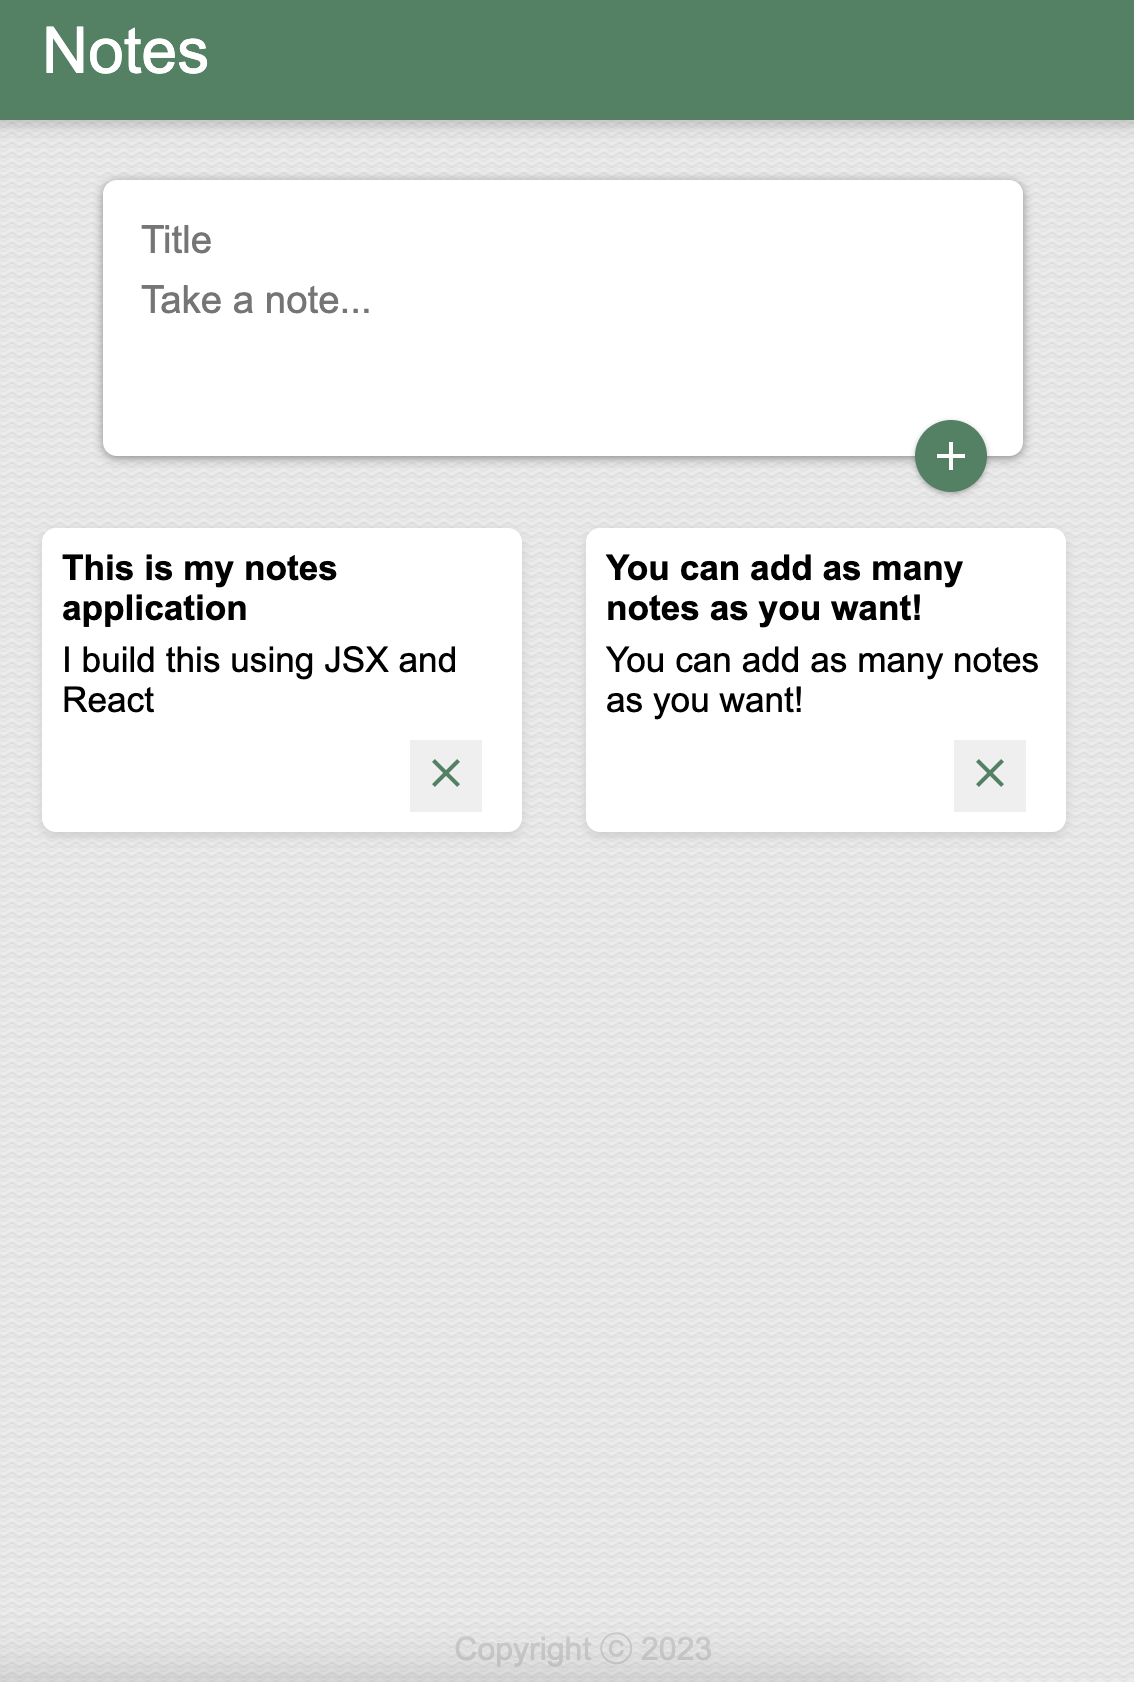 Notes
Title
Take a note...
This is my notes
application
I build this using JSX and
React
You can add as many
notes as you want!
You can add as many notes
as you want!
Copyright ⓒ 2023